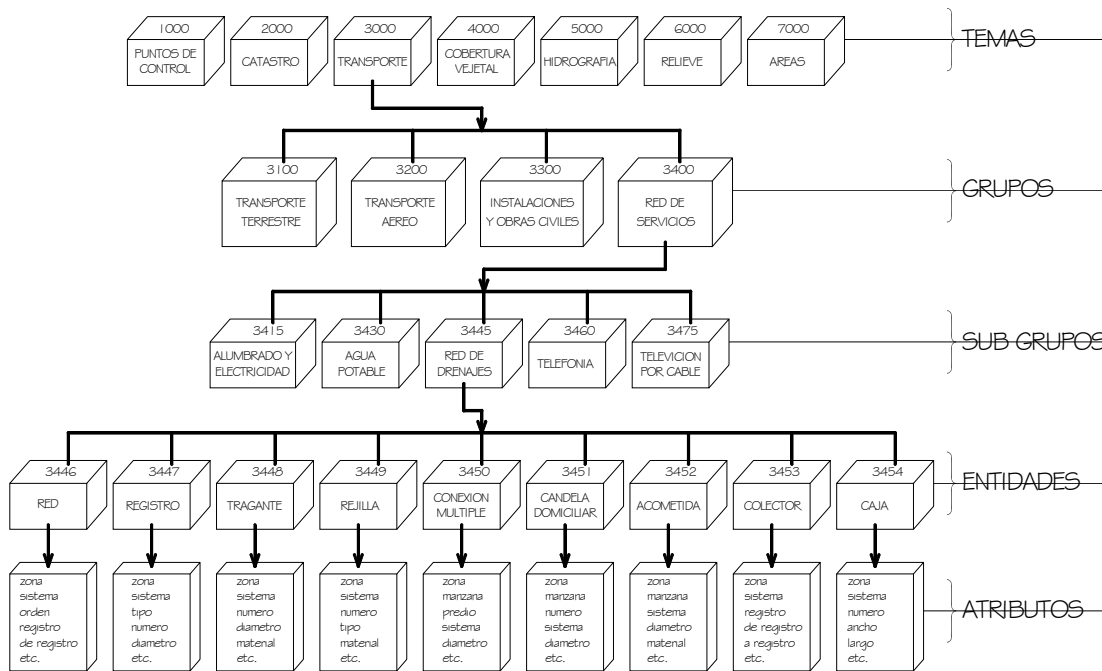 1000
PUNTOS DE
CONTROL
2000
CATASTRO
3000
TRANSPORTE
4000
COBERTURA
VEJETAL
5000
HIDROGRAFIA
6000
RELIEVE
7000
AREAS
TEMAS
3100
TRANSPORTE
TERRESTRE
3200
TRANSPORTE
AEREO
3300
INSTALACIONES
Y OBRAS CIVILES
3400
RED DE
SERVICIOS
GRUPOS
3415
ALUMBRADO Y
ELECTRICIDAD
3430
AGUA
POTABLE
3445
RED DE
DRENAJES
3460
TELEFONIA
3475
TELEVICION
POR CABLE
SUB GRUPOS
3446
RED
3447
REGISTRO
3448
TRAGANTE
3449
REJILLA
3450
CONEXION
MULTIPLE
3451
CANDELA
DOMICILIAR
3452
ACOMETIDA
3453
COLECTOR
3454
CAJA
ENTIDADES
zona
sistema
orden
registro
de registro
etc.
zona
sistema
tipo
numero
diametro
etc.
zona
sistema
numero
diametro
material
etc.
zona
sistema
numero
tipo
material
etc.
zona
manzana
predio
sistema
diametro
etc.
zona
manzana
numero
sistema
diametro
etc.
zona
manzana
sistema
diametro
material
etc.
zona
sistema
registro
de registro
a registro
etc.
zona
sistema
numero
ancho
largo
etc.
ATRIBUTOS